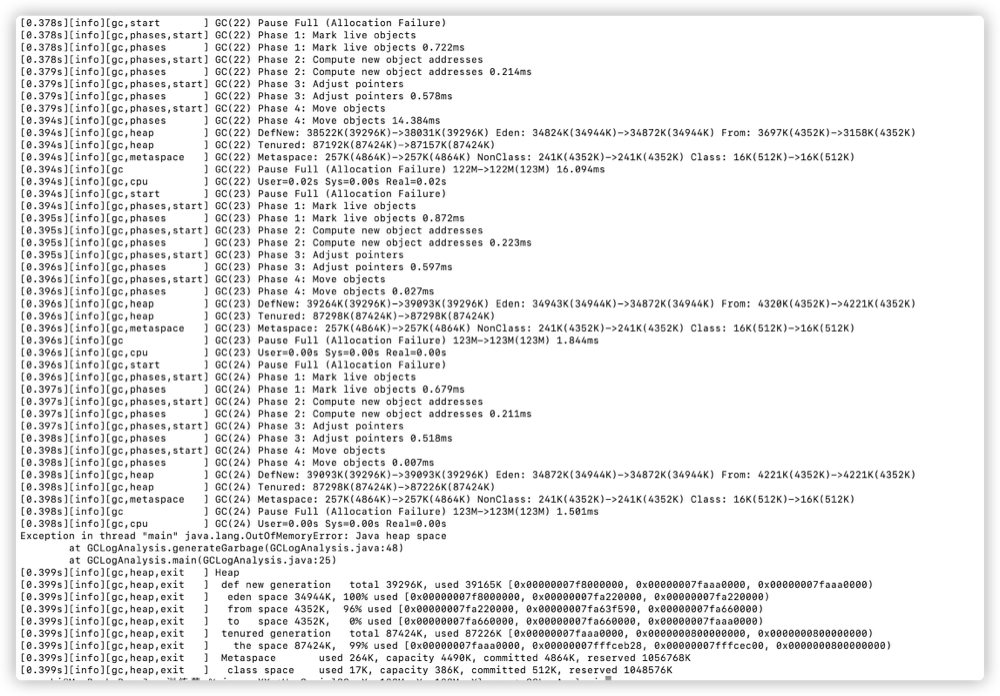 [0.378s][info][gc,start       ] GC(22) Pause Full (Allocation Failure)
[0.378s][info][gc,phases,start] GC(22) Phase 1: Mark live objects
[0.378s][info][gc,phases      ] GC(22) Phase 1: Mark live objects 0.722ms
[0.378s][info][gc,phases,start] GC(22) Phase 2: Compute new object addresses
[0.379s][info][gc,phases      ] GC(22) Phase 2: Compute new object addresses 0.214ms
[0.379s][info][gc,phases,start] GC(22) Phase 3: Adjust pointers
[0.379s][info][gc,phases      ] GC(22) Phase 3: Adjust pointers 0.578ms
[0.379s][info][gc,phases,start] GC(22) Phase 4: Move objects
[0.394s][info][gc,phases      ] GC(22) Phase 4: Move objects 14.384ms
[0.394s][info][gc,heap        ] GC(22) DefNew: 38522K(39296K)->38031K(39296K) Eden: 34824K(34944K)->34872K(34944K) From: 3697K(4352K)->3158K(4352K)
[0.394s][info][gc,heap        ] GC(22) Tenured: 87192K(87424K)->87157K(87424K)
[0.394s][info][gc,metaspace   ] GC(22) Metaspace: 257K(4864K)->257K(4864K) NonClass: 241K(4352K)->241K(4352K) Class: 16K(512K)->16K(512K)
[0.394s][info][gc             ] GC(22) Pause Full (Allocation Failure) 122M->122M(123M) 16.094ms
[0.394s][info][gc,cpu         ] GC(22) User=0.02s Sys=0.00s Real=0.02s
[0.394s][info][gc,start       ] GC(23) Pause Full (Allocation Failure)
[0.394s][info][gc,phases,start] GC(23) Phase 1: Mark live objects
[0.395s][info][gc,phases      ] GC(23) Phase 1: Mark live objects 0.872ms
[0.395s][info][gc,phases,start] GC(23) Phase 2: Compute new object addresses
[0.395s][info][gc,phases      ] GC(23) Phase 2: Compute new object addresses 0.223ms
[0.395s][info][gc,phases,start] GC(23) Phase 3: Adjust pointers
[0.396s][info][gc,phases      ] GC(23) Phase 3: Adjust pointers 0.597ms
[0.396s][info][gc,phases,start] GC(23) Phase 4: Move objects
[0.396s][info][gc,phases      ] GC(23) Phase 4: Move objects 0.027ms
[0.396s][info][gc,heap        ] GC(23) DefNew: 39264K(39296K)->39093K(39296K) Eden: 34943K(34944K)->34872K(34944K) From: 4320K(4352K)->4221K(4352K)
[0.396s][info][gc,heap        ] GC(23) Tenured: 87298K(87424K)->87298K(87424K)
[0.396s][info][gc,metaspace   ] GC(23) Metaspace: 257K(4864K)->257K(4864K) NonClass: 241K(4352K)->241K(4352K) Class: 16K(512K)->16K(512K)
[0.396s][info][gc             ] GC(23) Pause Full (Allocation Failure) 123M->123M(123M) 1.844ms
[0.396s][info][gc,cpu         ] GC(23) User=0.00s Sys=0.00s Real=0.00s
[0.396s][info][gc,start       ] GC(24) Pause Full (Allocation Failure)
[0.396s][info][gc,phases,start] GC(24) Phase 1: Mark live objects
[0.397s][info][gc,phases      ] GC(24) Phase 1: Mark live objects 0.679ms
[0.397s][info][gc,phases,start] GC(24) Phase 2: Compute new object addresses
[0.397s][info][gc,phases      ] GC(24) Phase 2: Compute new object addresses 0.211ms
[0.397s][info][gc,phases,start] GC(24) Phase 3: Adjust pointers
[0.398s][info][gc,phases      ] GC(24) Phase 3: Adjust pointers 0.518ms
[0.398s][info][gc,phases,start] GC(24) Phase 4: Move objects
[0.398s][info][gc,phases      ] GC(24) Phase 4: Move objects 0.007ms
[0.398s][info][gc,heap        ] GC(24) DefNew: 39093K(39296K)->39093K(39296K) Eden: 34872K(34944K)->34872K(34944K) From: 4221K(4352K)->4221K(4352K)
[0.398s][info][gc,heap        ] GC(24) Tenured: 87298K(87424K)->87226K(87424K)
[0.398s][info][gc,metaspace   ] GC(24) Metaspace: 257K(4864K)->257K(4864K) NonClass: 241K(4352K)->241K(4352K) Class: 16K(512K)->16K(512K)
[0.398s][info][gc             ] GC(24) Pause Full (Allocation Failure) 123M->123M(123M) 1.501ms
[0.398s][info][gc,cpu         ] GC(24) User=0.00s Sys=0.00s Real=0.00s
Exception in thread "main" java.lang.OutOfMemoryError: Java heap space
        at GCLogAnalysis.generateGarbage(GCLogAnalysis.java:48)
        at GCLogAnalysis.main(GCLogAnalysis.java:25)
[0.399s][info][gc,heap,exit   ] Heap
[0.399s][info][gc,heap,exit   ]  def new generation   total 39296K, used 39165K [0x00000007f8000000, 0x00000007faaa0000, 0x00000007faaa0000)
[0.399s][info][gc,heap,exit   ]   eden space 34944K, 100% used [0x00000007f8000000, 0x00000007fa220000, 0x00000007fa220000)
[0.399s][info][gc,heap,exit   ]   from space 4352K,  96% used [0x00000007fa220000, 0x00000007fa63f590, 0x00000007fa660000)
[0.399s][info][gc,heap,exit   ]   to   space 4352K,   0% used [0x00000007fa660000, 0x00000007fa660000, 0x00000007faaa0000)
[0.399s][info][gc,heap,exit   ]  tenured generation   total 87424K, used 87226K [0x00000007faaa0000, 0x0000000800000000, 0x0000000800000000)
[0.399s][info][gc,heap,exit   ]    the space 87424K,  99% used [0x00000007faaa0000, 0x00000007fffceb28, 0x00000007fffcec00, 0x0000000800000000)
[0.399s][info][gc,heap,exit   ]  Metaspace       used 264K, capacity 4490K, committed 4864K, reserved 1056768K
[0.399s][info][gc,heap,exit   ]   class space    used 17K, capacity 386K, committed 512K, reserved 1048576K